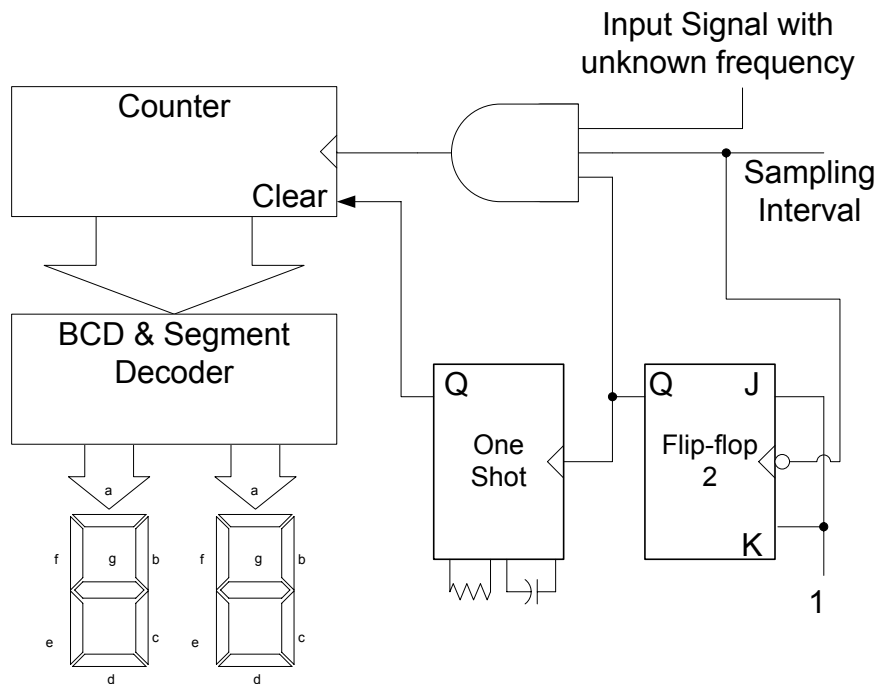 Input Signal with
unknown frequency
Counter
Clear
Sampling
Interval
BCD & Segment
Decoder
Q
One
Shot
Q
J
Flip-flop
2
K
1
a
f
g
b
e
c
d
a
f
g
b
e
c
d